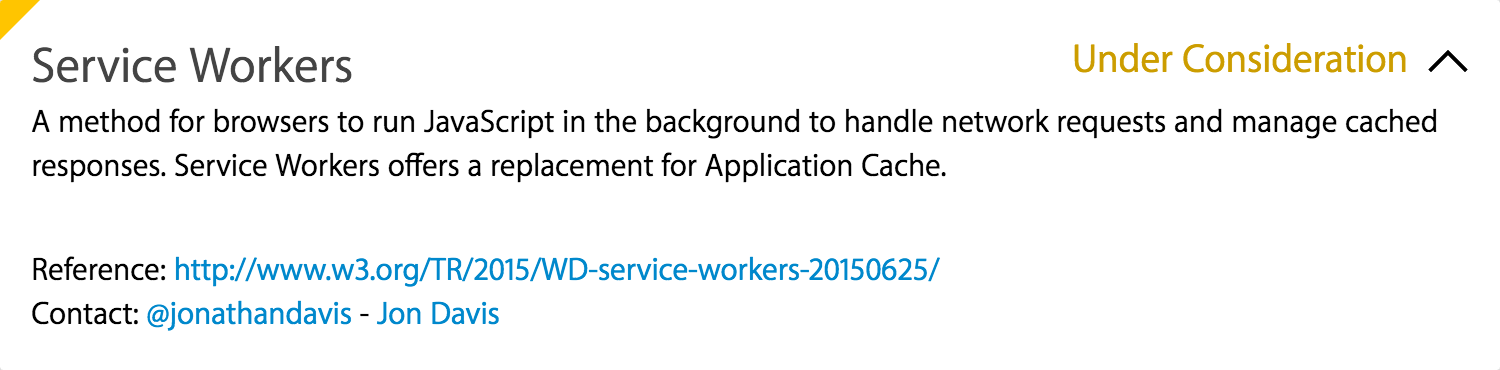 Service Workers
Under Consideration
A method for browsers to run JavaScript in the background to handle network requests and manage cached
responses. Service Workers offers a replacement for Application Cache.
Reference: http://www.w3.org/TR/2015/WD-service-workers-20150625/
Contact: @jonathandavis - Jon Davis